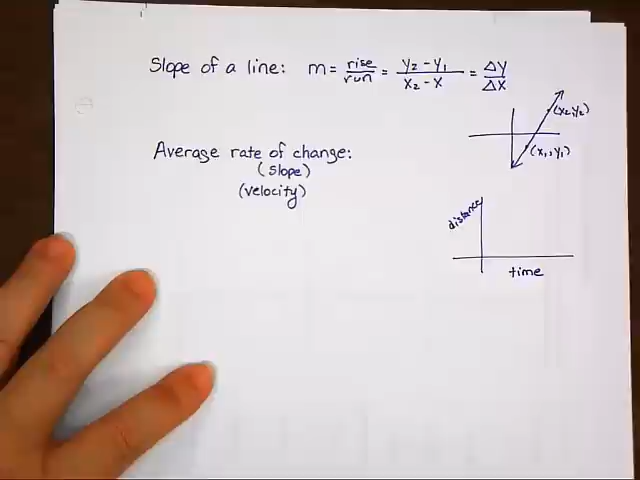 Slope of a line: m = rise/run = y₂ - y₁/x₂ - x = Δy/Δx
(x₂, y₂)
(x₁, y₁)
Average rate of change:
(slope)
(velocity)
distance
time